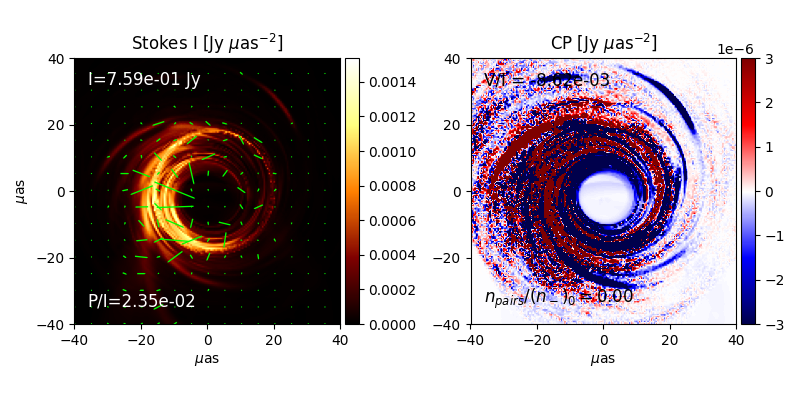 Stokes I [Jy μas⁻²]
CP [Jy μas⁻²]
1e−6
I=7.59e-01 Jy
P/I=2.35e-02
n_pairs/(n_−)_0 = 0.00
40
20
0
−20
−40
−40 −20 0 20 40
μas
μas
0.0014
0.0012
0.0010
0.0008
0.0006
0.0004
0.0002
0.0000
40
20
0
−20
−40
−40 −20 0 20 40
μas
3
2
1
0
−1
−2
−3